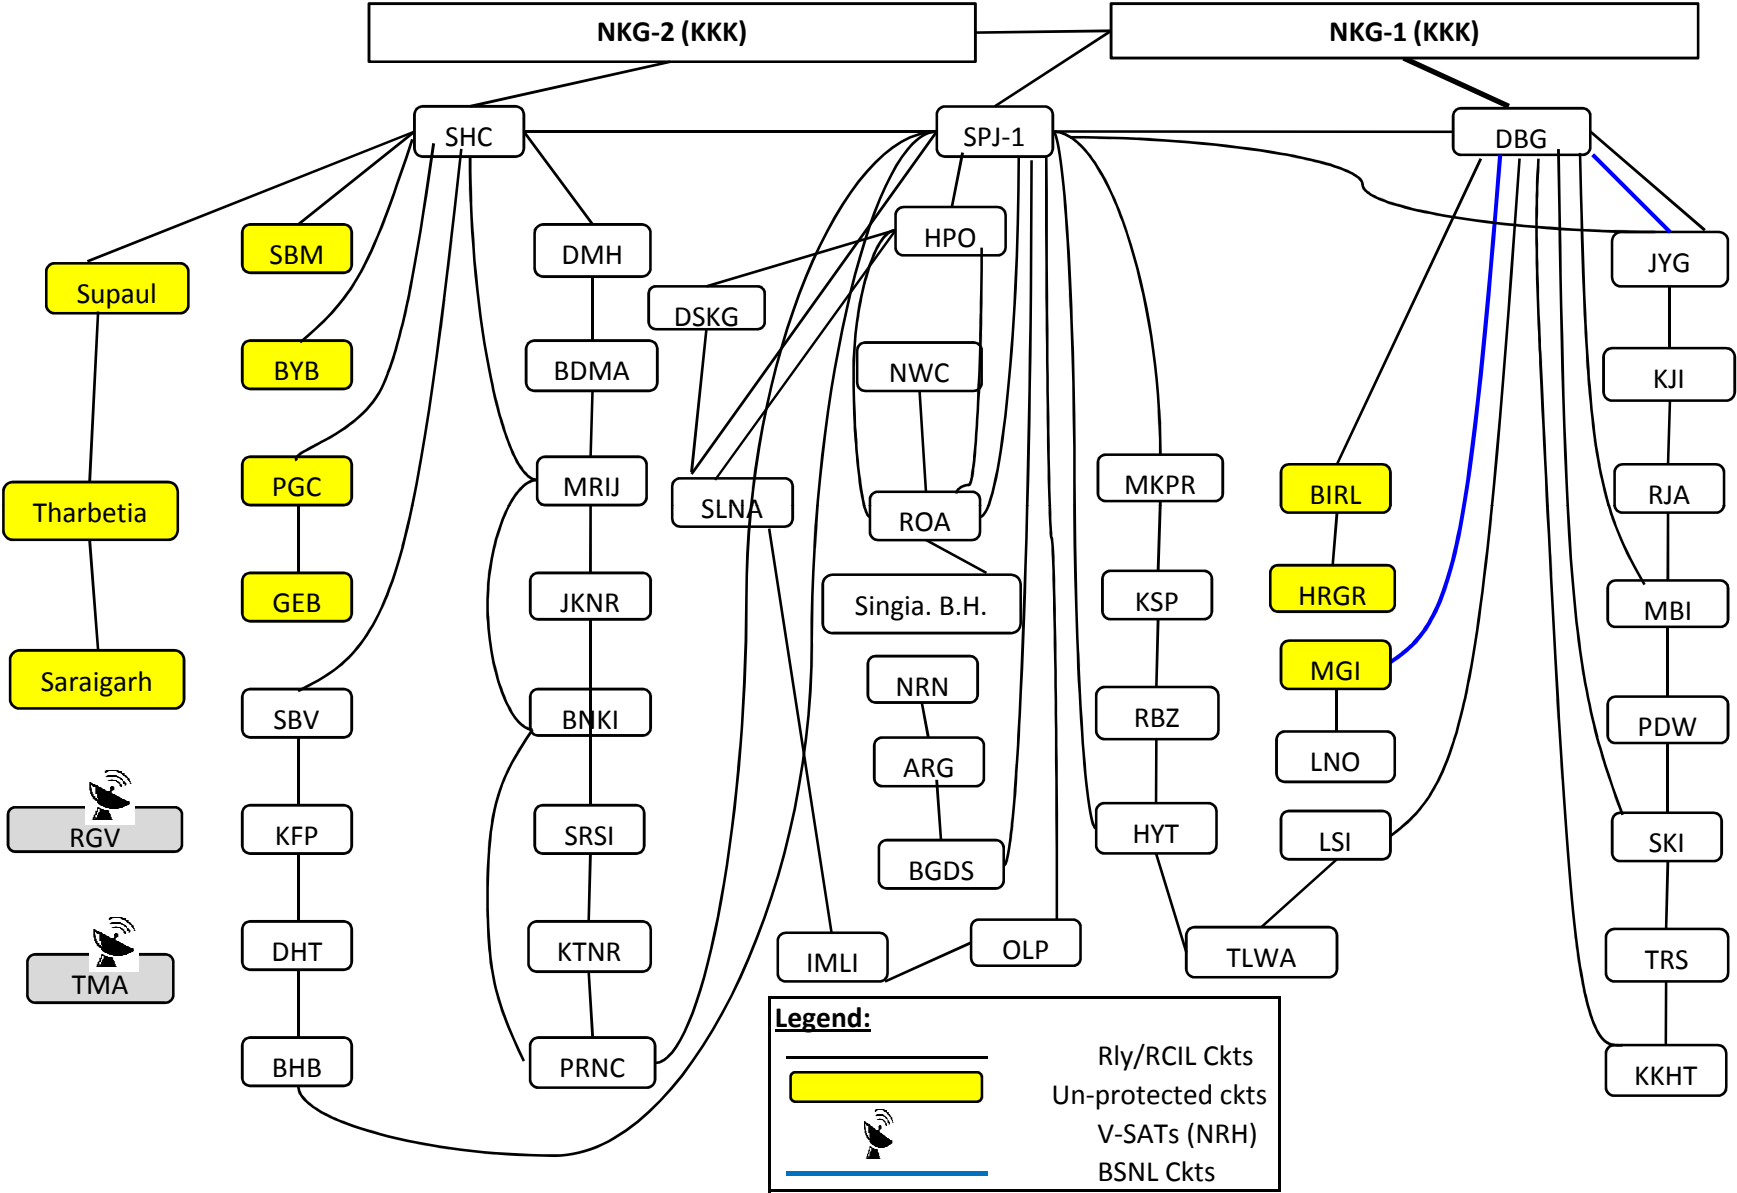 NKG-2 (KKK)
NKG-1 (KKK)
SHC
SPJ-1
DBG
SBM
DMH
HPO
JYG
Supaul
DSKG
BYB
BDMA
NWC
KJI
PGC
MRIJ
SLNA
ROA
MKPR
BIRL
RJA
Tharbetia
GEB
JKNR
Singia. B.H.
KSP
HRGR
MBI
Saraigarh
SBV
BNKI
NRN
RBZ
MGI
PDW
ARG
LNO
RGV
KFP
SRSI
BGDS
HYT
LSI
SKI
TMA
DHT
KTNR
IMLI
OLP
TLWA
TRS
BHB
PRNC
KKHT
Legend:
Rly/RCIL Ckts
Un-protected ckts
V-SATs (NRH)
BSNL Ckts